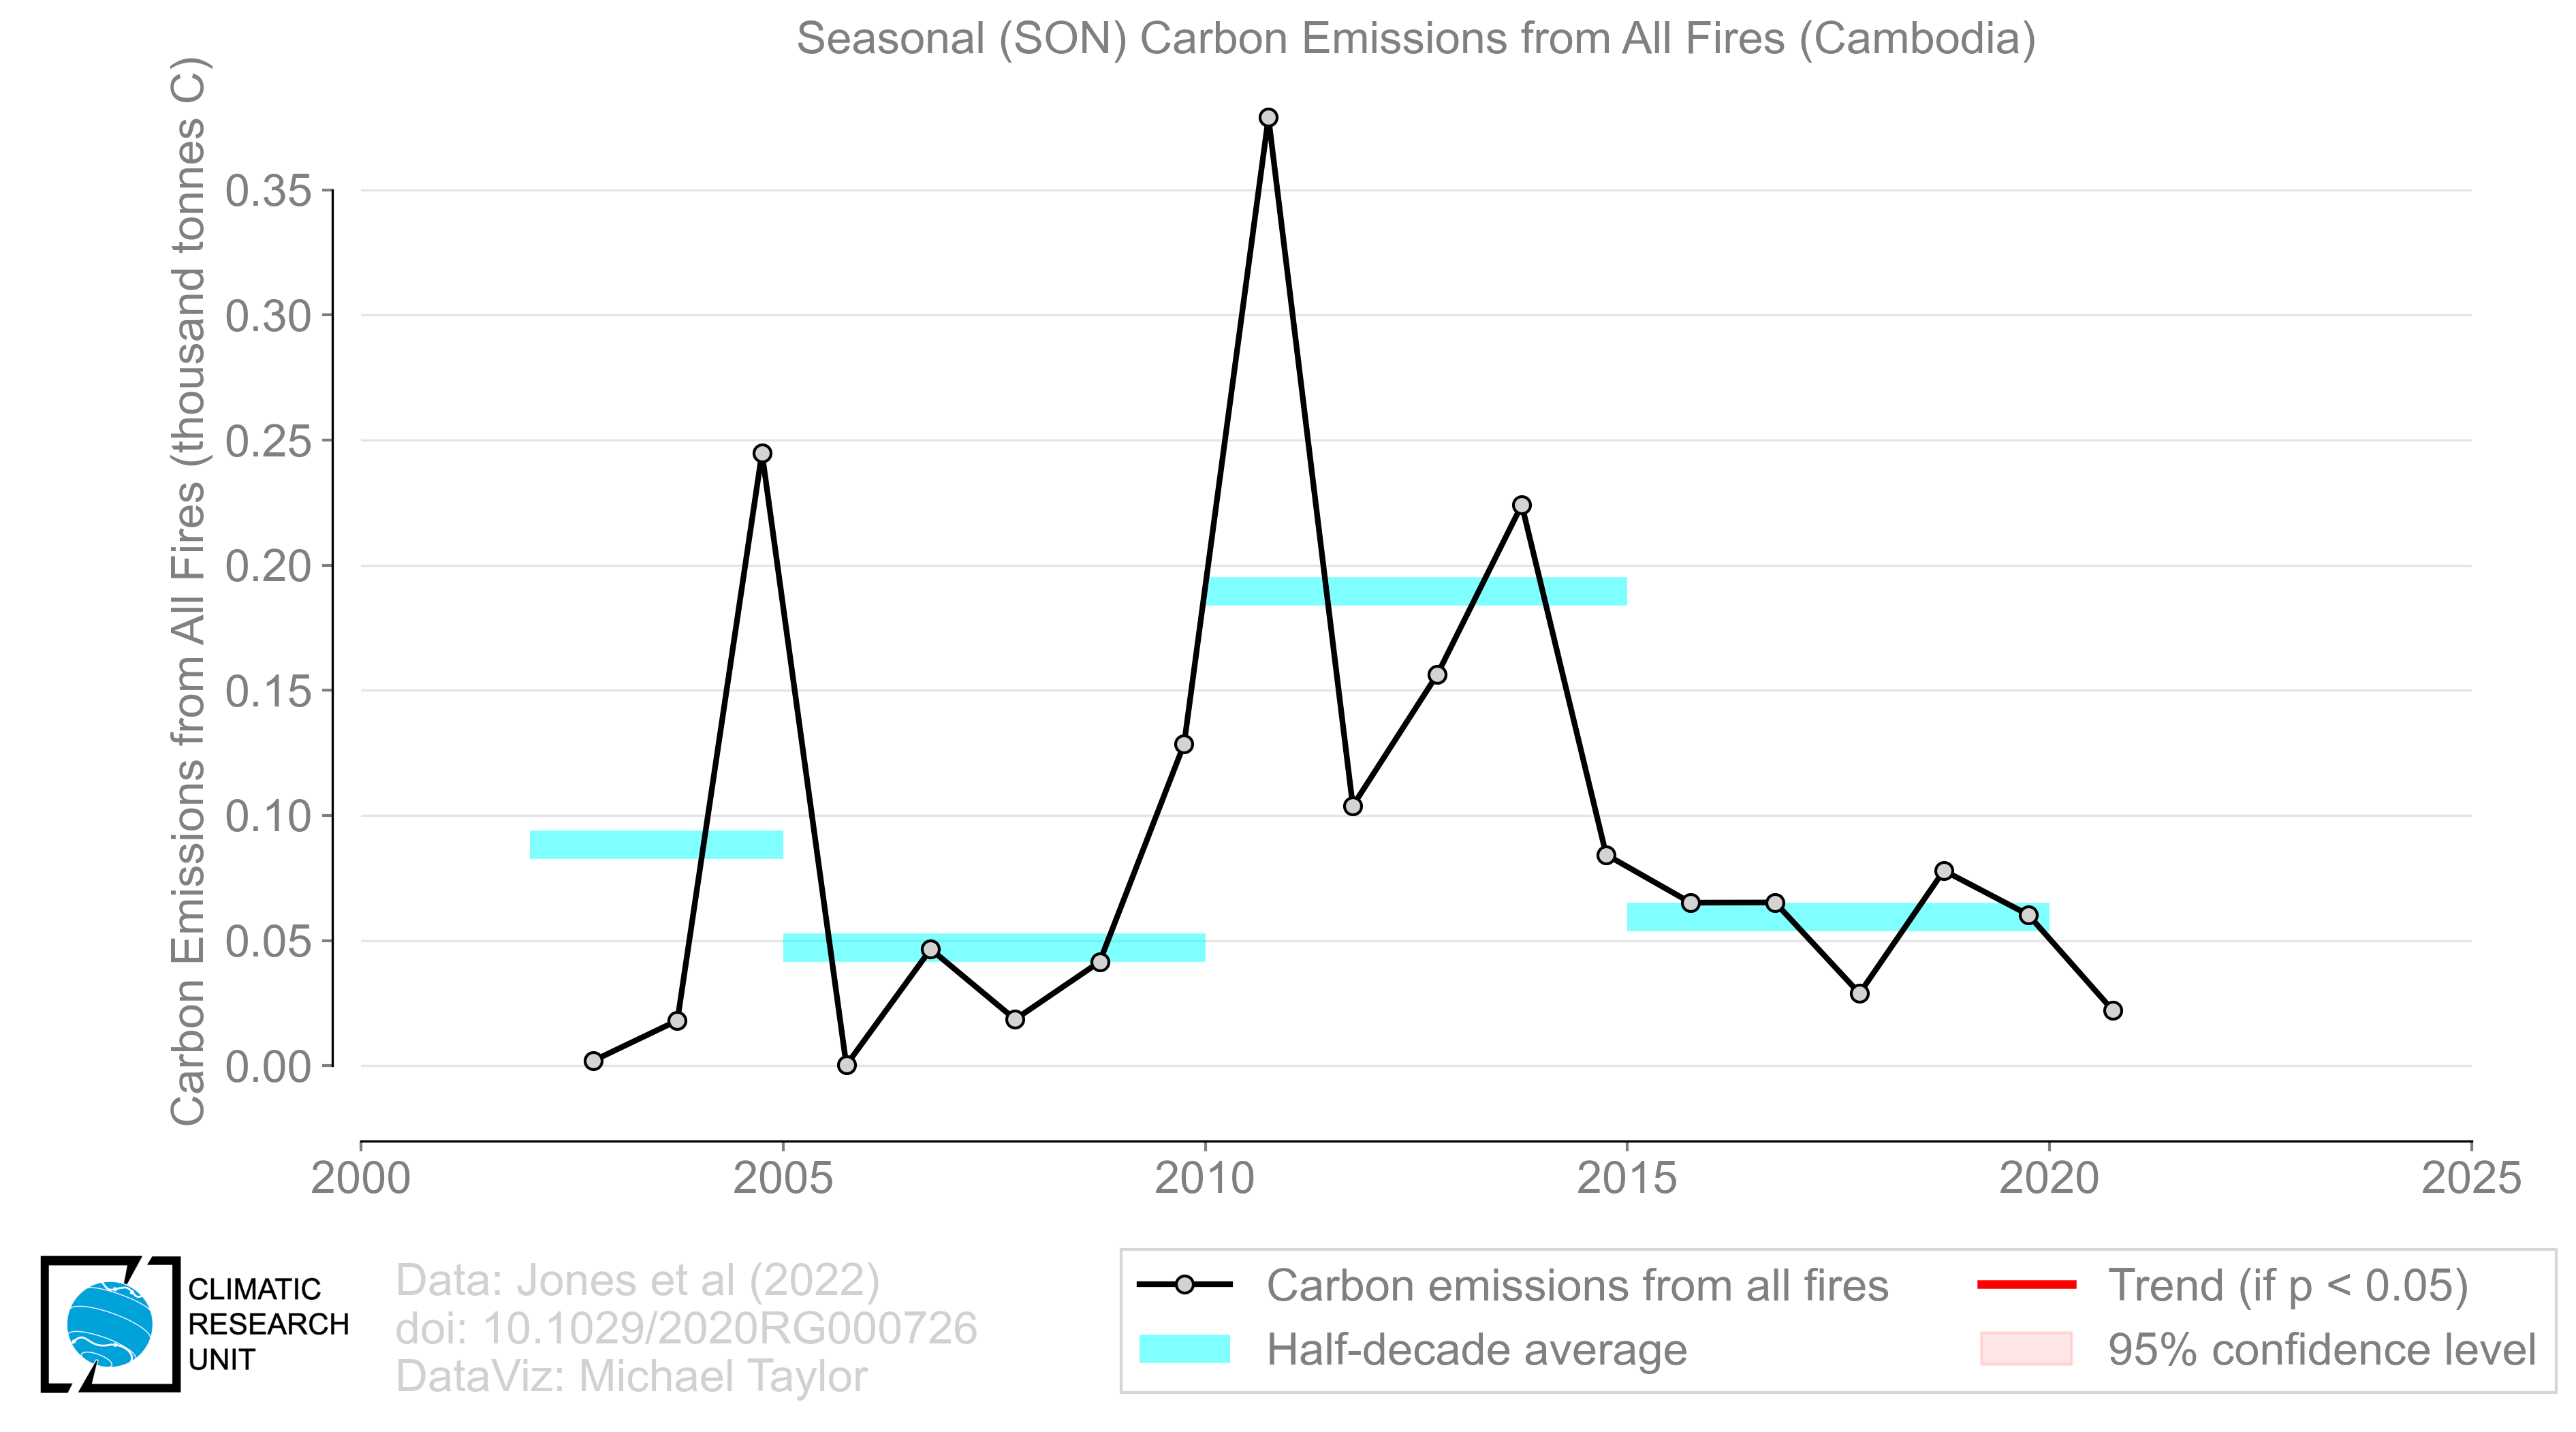 Seasonal (SON) Carbon Emissions from All Fires (Cambodia)
Carbon Emissions from All Fires (thousand tonnes C)
0.35
0.30
0.25
0.20
0.15
0.10
0.05
0.00
2000 2005 2010 2015 2020 2025
CLIMATIC
RESEARCH
UNIT
Data: Jones et al (2022)
doi: 10.1029/2020RG000726
DataViz: Michael Taylor
Carbon emissions from all fires
Half-decade average
Trend (if p < 0.05)
95% confidence level